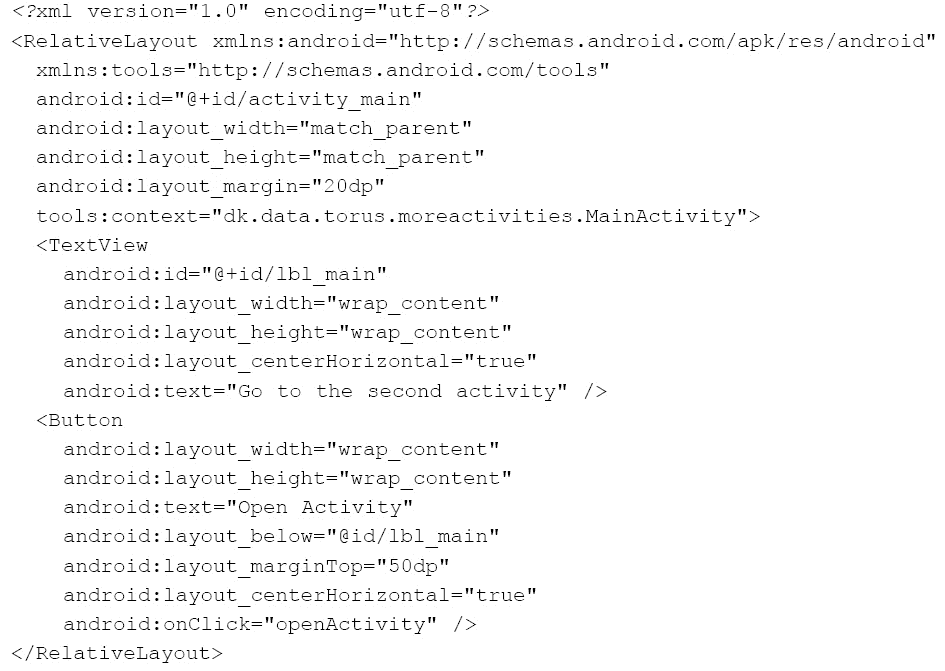 <?xml version="1.0" encoding="utf-8"?>
<RelativeLayout xmlns:android="http://schemas.android.com/apk/res/android"
  xmlns:tools="http://schemas.android.com/tools"
  android:id="@+id/activity_main"
  android:layout_width="match_parent"
  android:layout_height="match_parent"
  android:layout_margin="20dp"
  tools:context="dk.data.torus.moreactivities.MainActivity">
  <TextView
    android:id="@+id/lbl_main"
    android:layout_width="wrap_content"
    android:layout_height="wrap_content"
    android:layout_centerHorizontal="true"
    android:text="Go to the second activity" />
  <Button
    android:layout_width="wrap_content"
    android:layout_height="wrap_content"
    android:text="Open Activity"
    android:layout_below="@id/lbl_main"
    android:layout_marginTop="50dp"
    android:layout_centerHorizontal="true"
    android:onClick="openActivity" />
</RelativeLayout>